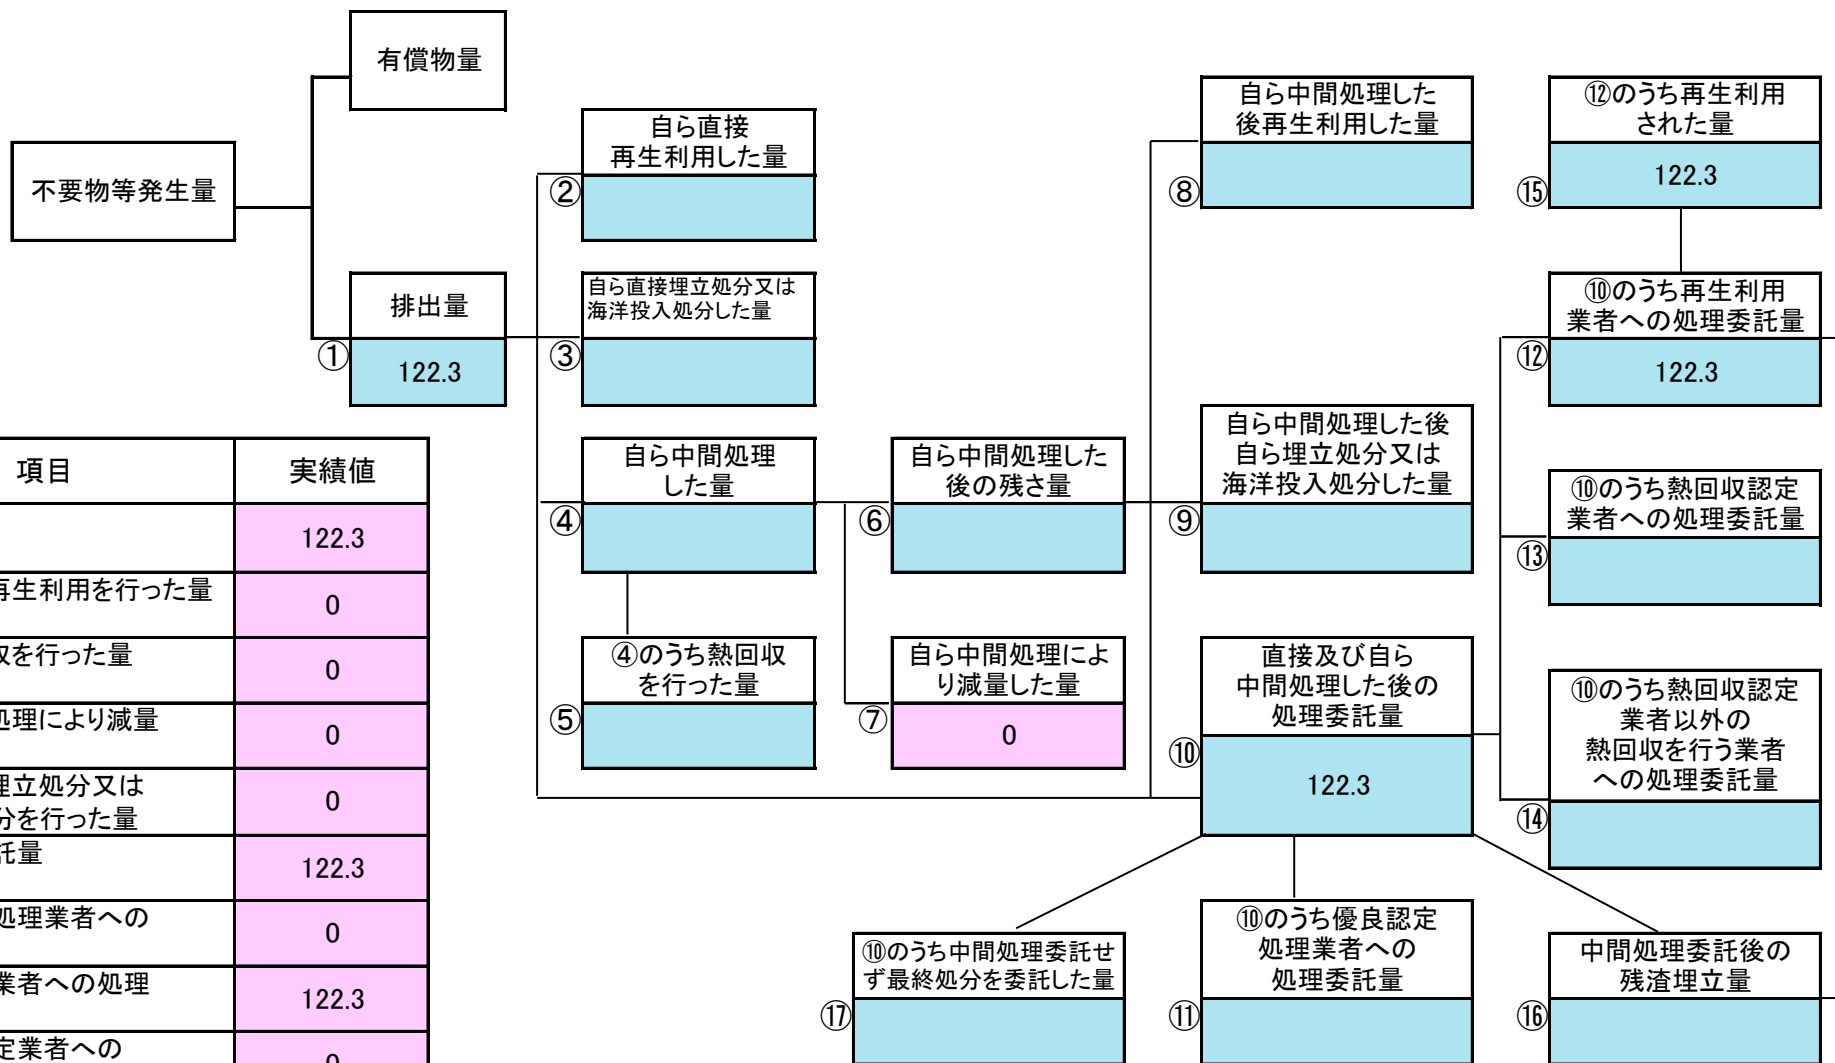 有償物量
不要物等発生量
排出量
①
122.3
自ら直接
再生利用した量
②
自ら直接埋立処分又は
海洋投入処分した量
③
自ら中間処理
した量
④
④のうち熱回収
を行った量
⑤
自ら中間処理した
後の残さ量
⑥
自ら中間処理によ
り減量した量
⑦
0
自ら中間処理した
後再生利用した量
⑧
自ら中間処理した後
自ら埋立処分又は
海洋投入処分した量
⑨
直接及び自ら
中間処理した後の
処理委託量
⑩
122.3
⑩のうち優良認定
処理業者への
処理委託量
⑪
⑩のうち中間処理委託せ
ず最終処分を委託した量
⑰
⑫のうち再生利用
された量
⑮
122.3
⑩のうち再生利用
業者への処理委託量
⑫
122.3
⑩のうち熱回収認定
業者への処理委託量
⑬
⑩のうち熱回収認定
業者以外の
熱回収を行う業者
への処理委託量
⑭
中間処理委託後の
残渣埋立量
⑯
項目
実績値
122.3
再生利用を行った量
0
を行った量
0
処理により減量
0
埋立処分又は
分を行った量
0
託量
122.3
処理業者への
0
業者への処理
122.3
定業者への
0